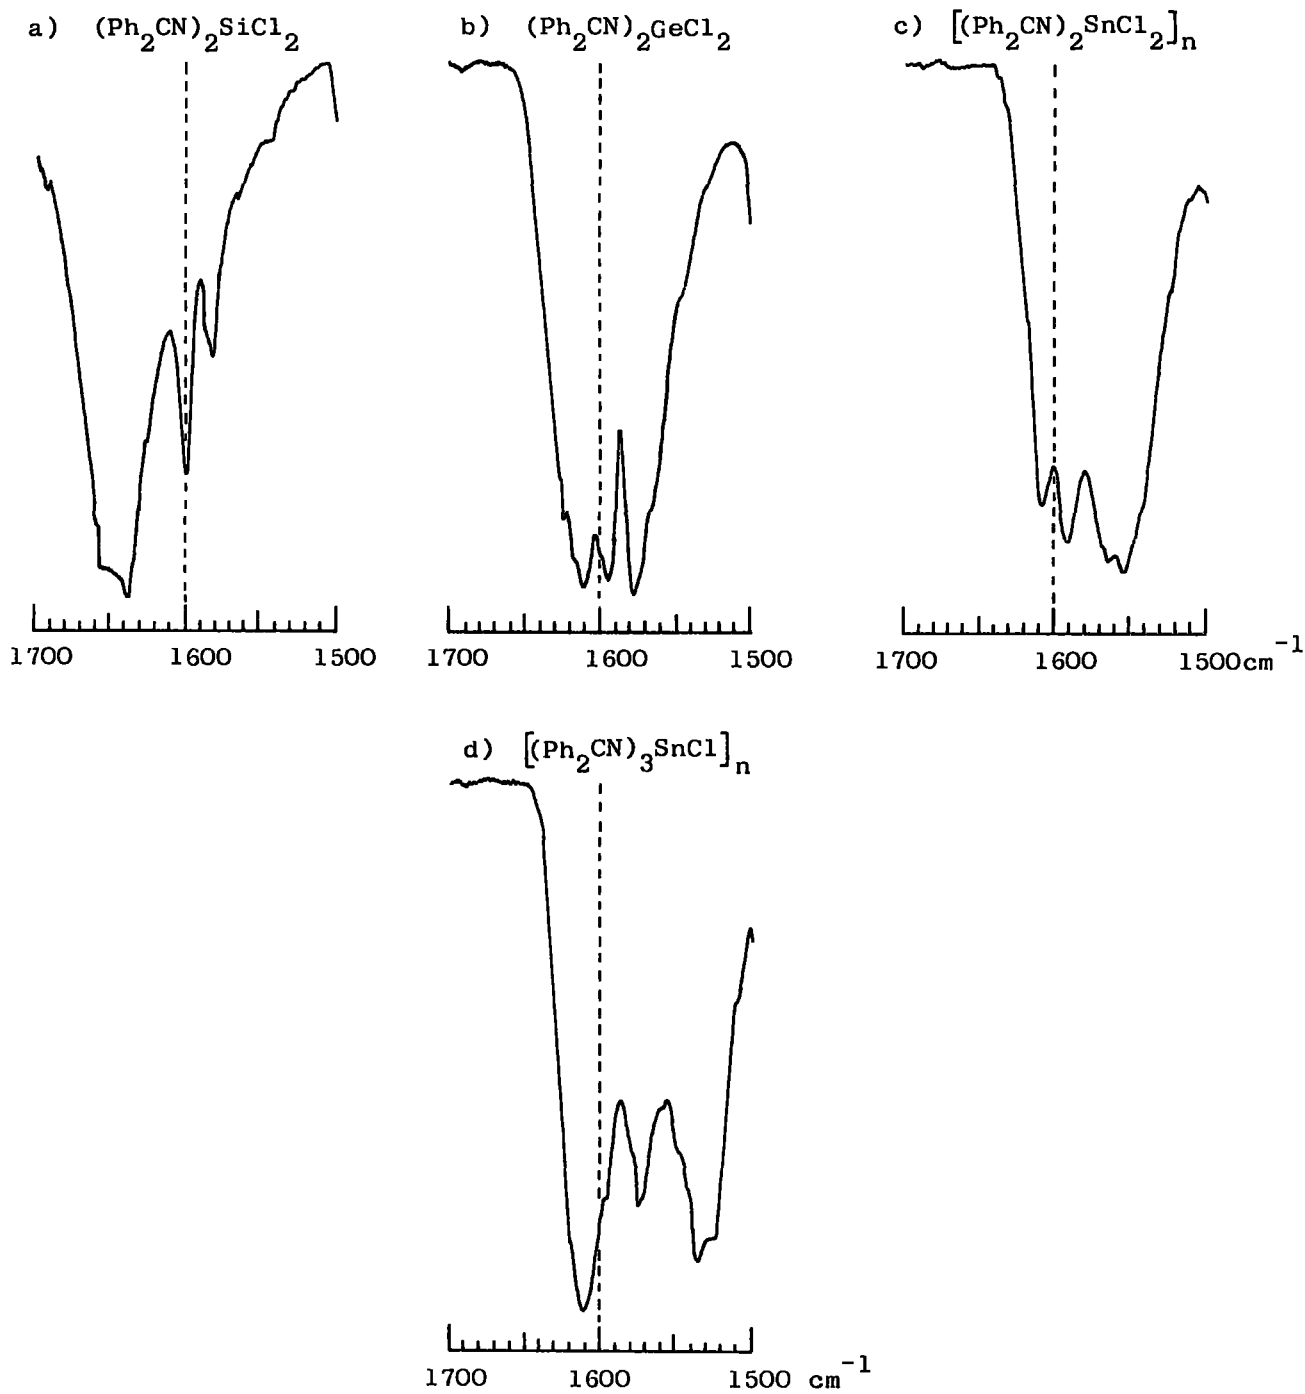 a) (Ph₂CN)₂SiCl₂
b) (Ph₂CN)₂GeCl₂
c) [(Ph₂CN)₂SnCl₂]ₙ
1700 1600 1500
1700 1600 1500
1700 1600 1500cm⁻¹
d) [(Ph₂CN)₃SnCl]ₙ
1700 1600 1500 cm⁻¹